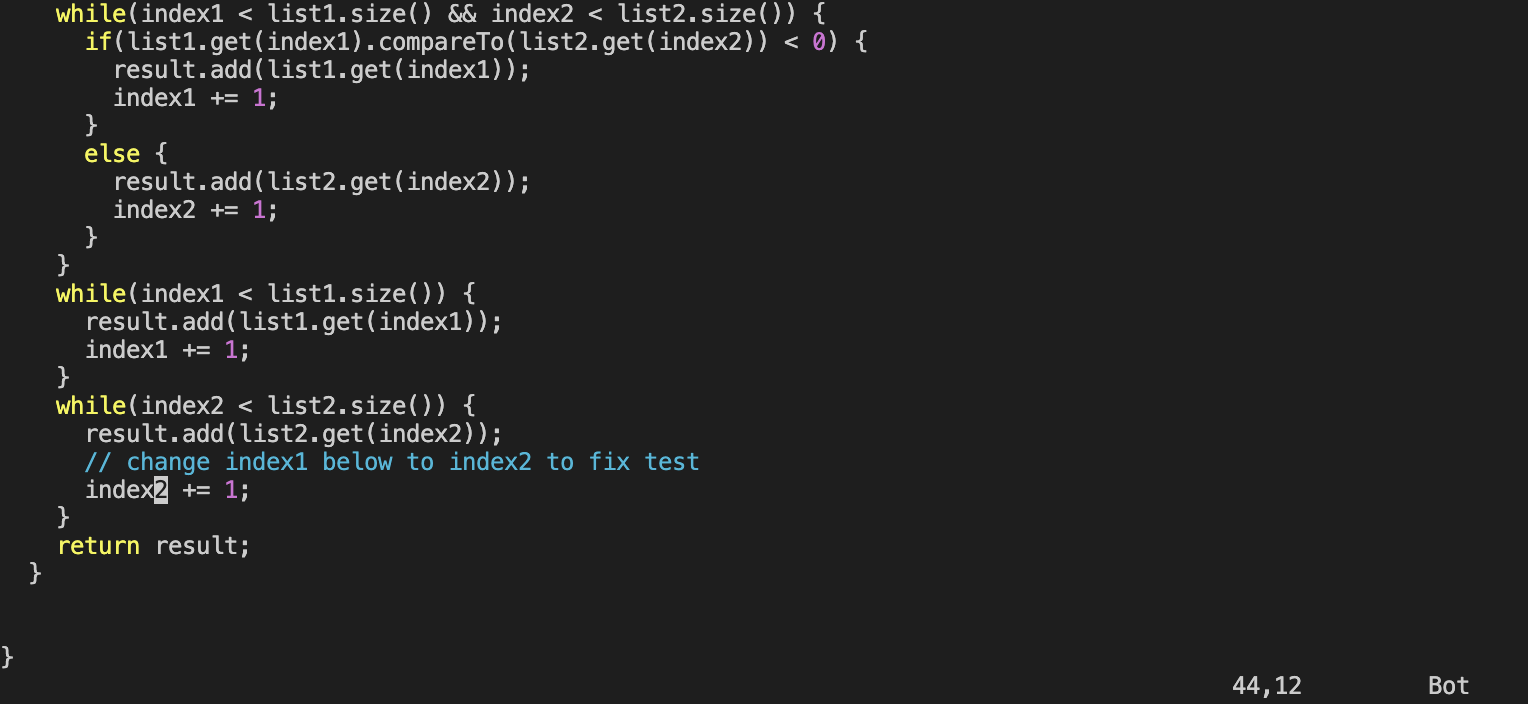 while(index1 < list1.size() && index2 < list2.size()) {
      if(list1.get(index1).compareTo(list2.get(index2)) < 0) {
        result.add(list1.get(index1));
        index1 += 1;
      }
      else {
        result.add(list2.get(index2));
        index2 += 1;
      }
    }
    while(index1 < list1.size()) {
      result.add(list1.get(index1));
      index1 += 1;
    }
    while(index2 < list2.size()) {
      result.add(list2.get(index2));
      // change index1 below to index2 to fix test
      index2 += 1;
    }
    return result;
  }
}
44,12 Bot